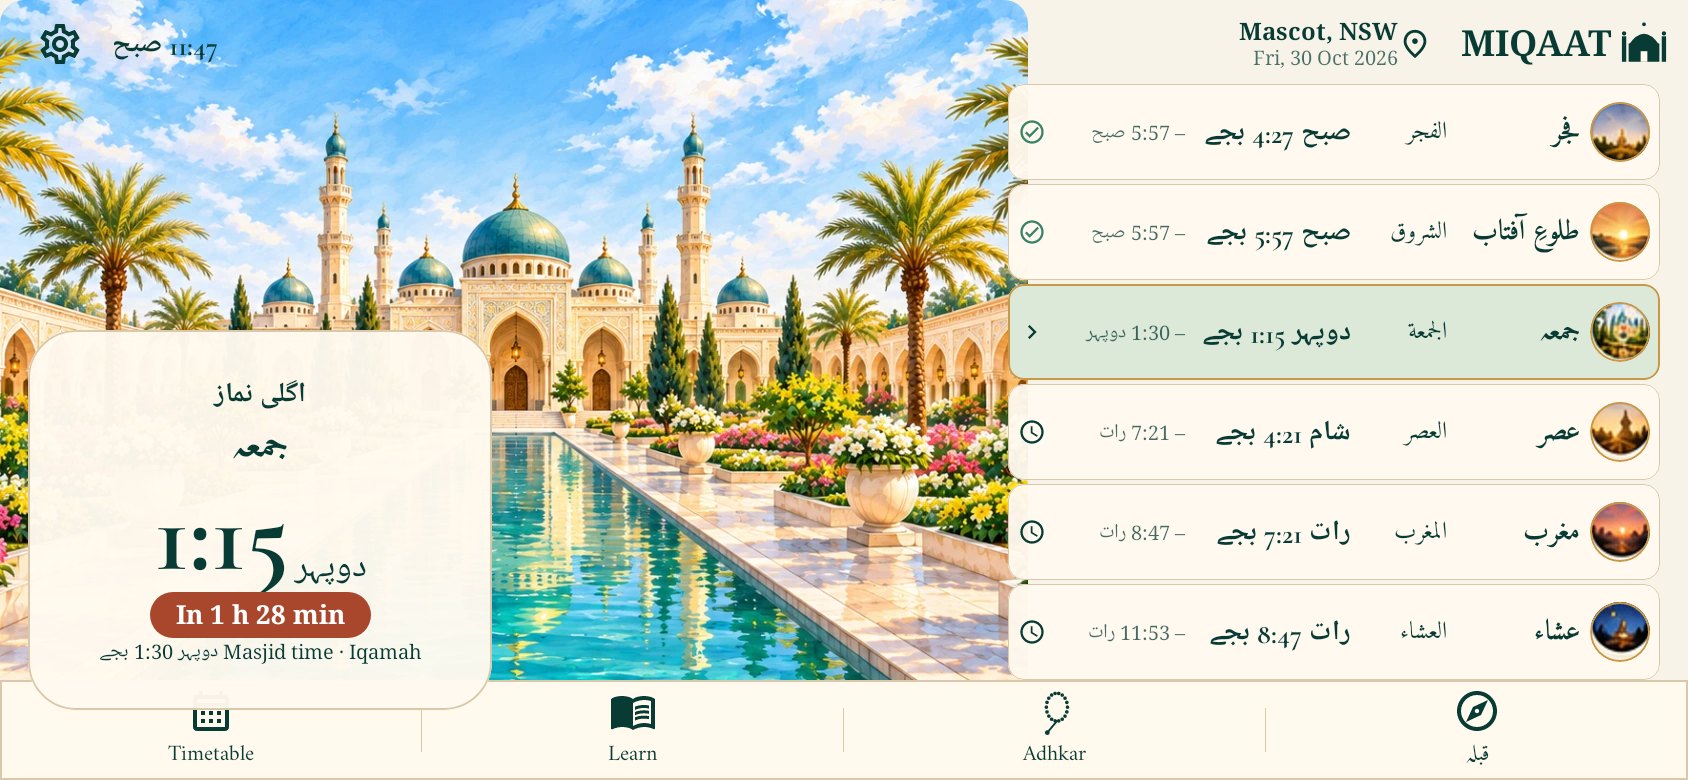 MIQAAT
Mascot, NSW
Fri, 30 Oct 2026
11:47 صبح
فجر الفجر صبح 4:27 بجے – 5:57 صبح
طلوع آفتاب الشروق صبح 5:57 بجے – 5:57 صبح
جمعہ الجمعة دوپہر 1:15 بجے – 1:30 دوپہر
عصر العصر شام 4:21 بجے – 7:21 رات
مغرب المغرب رات 7:21 بجے – 8:47 رات
عشاء العشاء رات 8:47 بجے – 11:53 رات
اگلی نماز
جمعہ
1:15 دوپہر
In 1 h 28 min
Masjid time · Iqamah دوپہر 1:30 بجے
Timetable
Learn
Adhkar
قبلہ